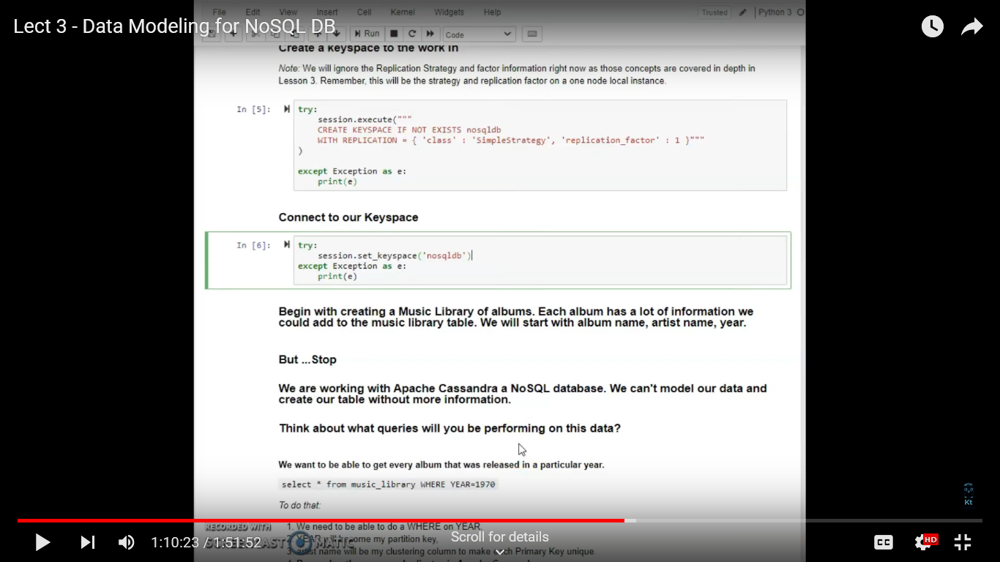 File Edit View Insert Cell Kernel Widgets Help Trusted Python 3
Lect 3 - Data Modeling for NoSQL DB
Run Code
Create a keyspace to the work in
Note: We will ignore the Replication Strategy and factor information right now as those concepts are covered in depth in
Lesson 3. Remember, this will be the strategy and replication factor on a one node local instance.
In [5]: try:
session.execute("""
CREATE KEYSPACE IF NOT EXISTS nosqldb
WITH REPLICATION = { 'class' : 'SimpleStrategy', 'replication_factor' : 1 }"""
)
except Exception as e:
print(e)
Connect to our Keyspace
In [6]: try:
session.set_keyspace('nosqldb')
except Exception as e:
print(e)
Begin with creating a Music Library of albums. Each album has a lot of information we
could add to the music library table. We will start with album name, artist name, year.
But ...Stop
We are working with Apache Cassandra a NoSQL database. We can't model our data and
create our table without more information.
Think about what queries will you be performing on this data?
We want to be able to get every album that was released in a particular year.
select * from music_library WHERE YEAR=1970
To do that:
RECORDED WITH
1. We need to be able to do a WHERE on YEAR.
2. YEAR will become my partition key,
3. artist name will be my clustering column to make each Primary Key unique.
Scroll for details
1:10:23 / 1:51:52
CC HD
Kt